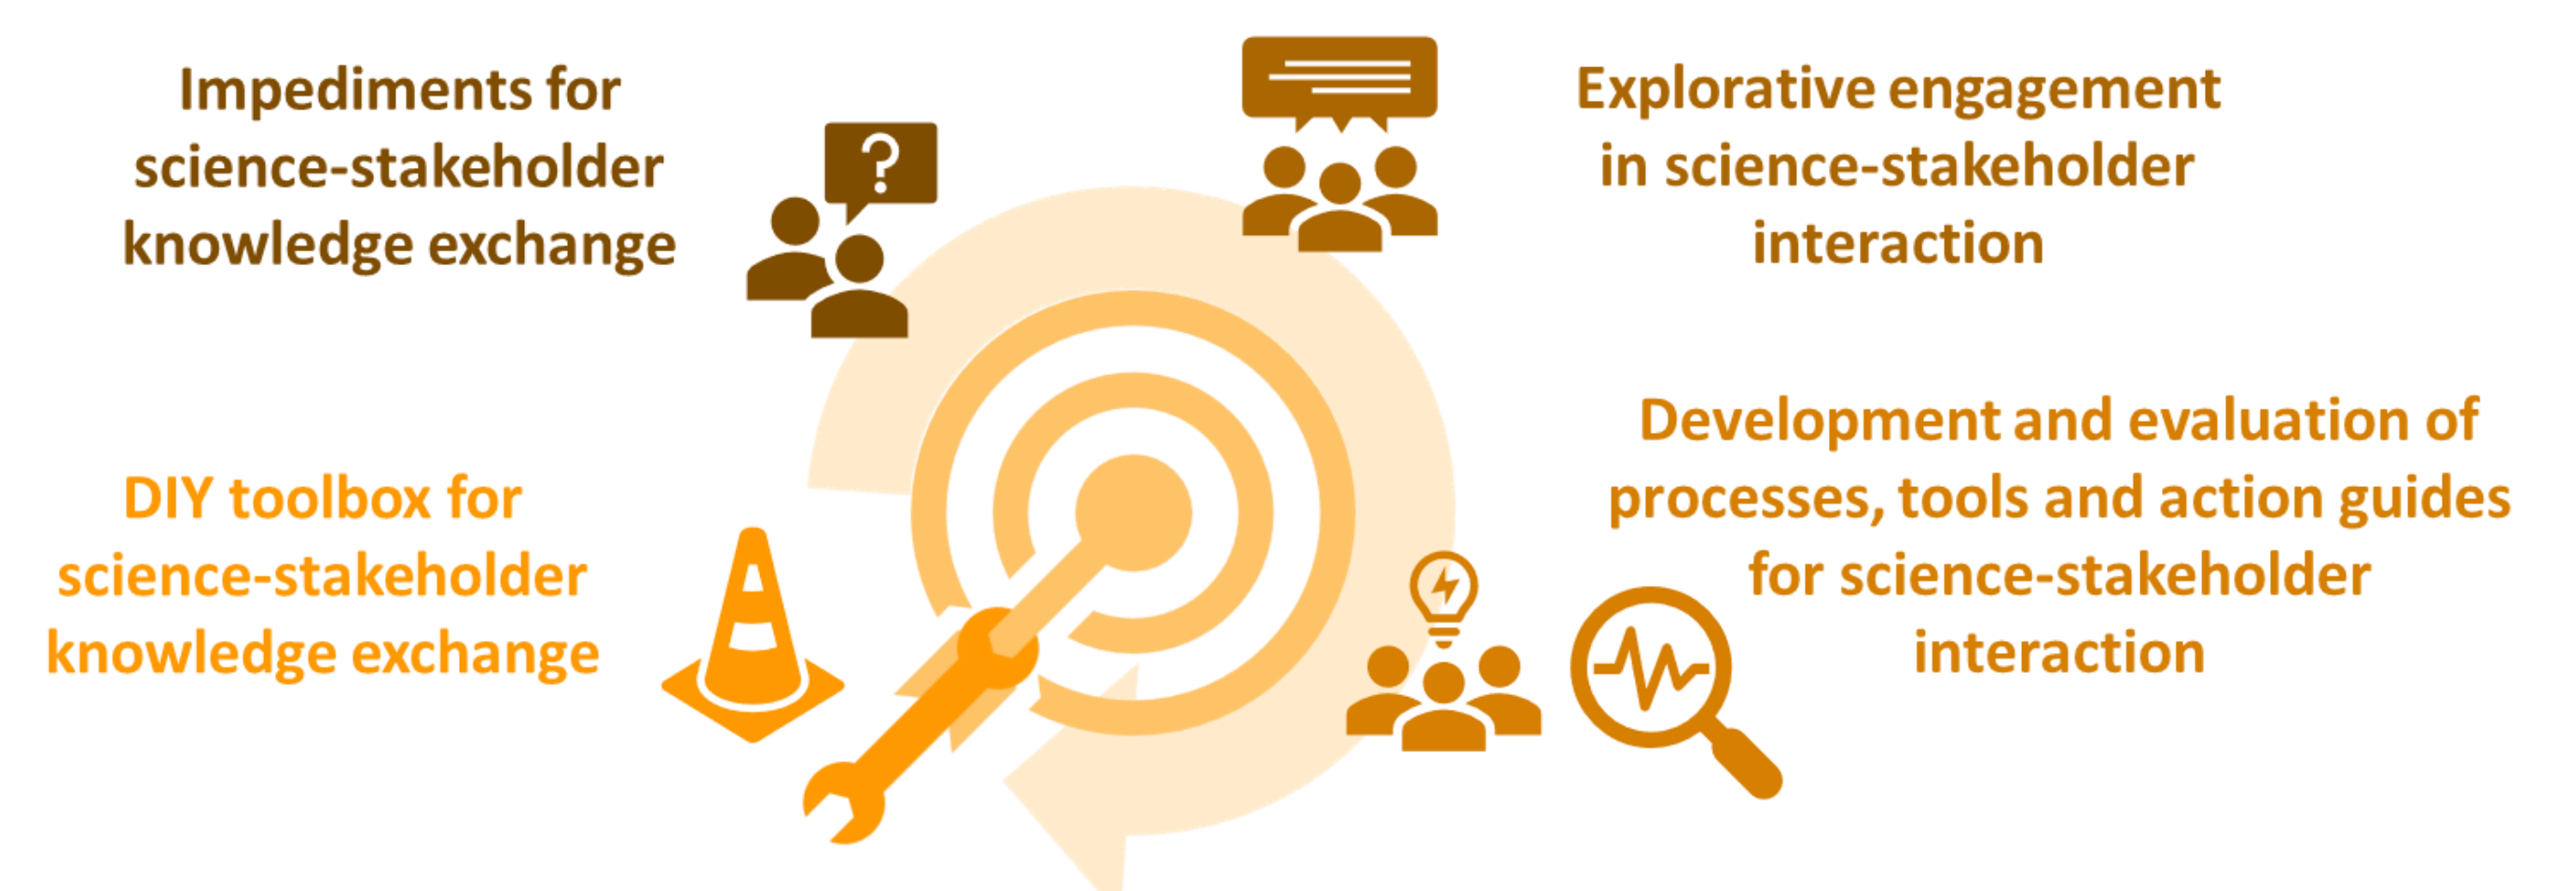 Impediments for
science-stakeholder
knowledge exchange
?
Explorative engagement
in science-stakeholder
interaction
Development and evaluation of
processes, tools and action guides
for science-stakeholder
interaction
DIY toolbox for
science-stakeholder
knowledge exchange